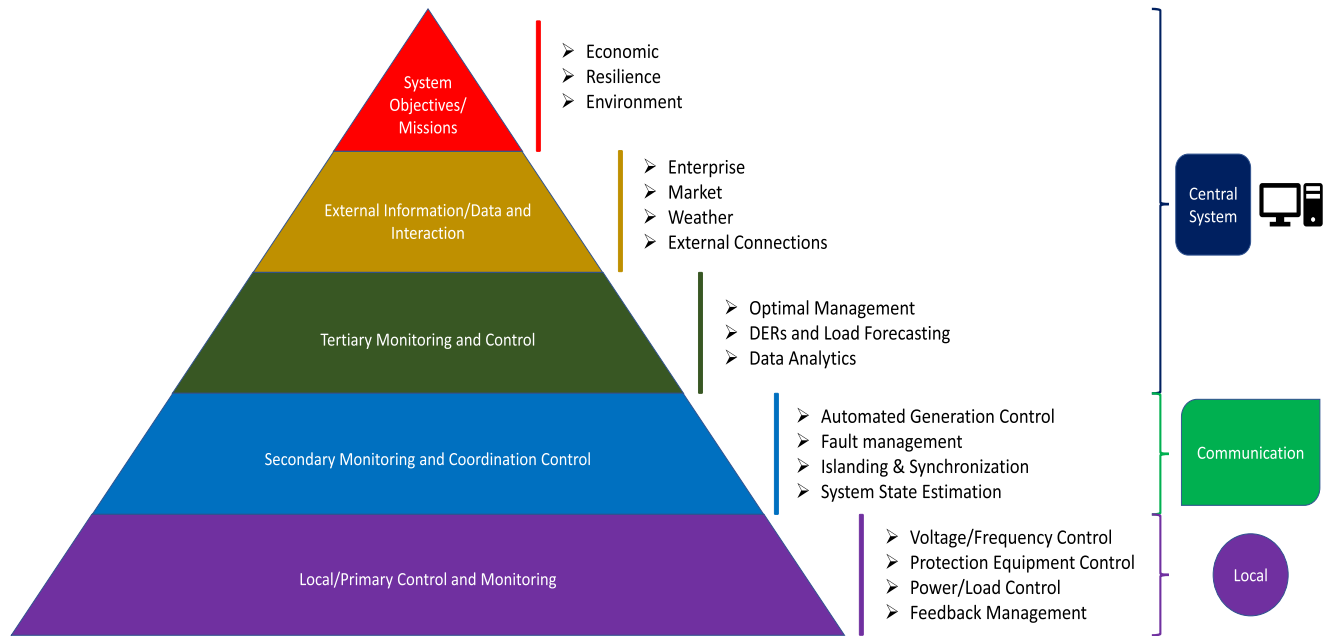 System
Objectives/
Missions
Economic
Resilience
Environment
External Information/Data and
Interaction
Enterprise
Market
Weather
External Connections
Central
System
Tertiary Monitoring and Control
Optimal Management
DERs and Load Forecasting
Data Analytics
Secondary Monitoring and Coordination Control
Automated Generation Control
Fault management
Islanding & Synchronization
System State Estimation
Communication
Local/Primary Control and Monitoring
Voltage/Frequency Control
Protection Equipment Control
Power/Load Control
Feedback Management
Local